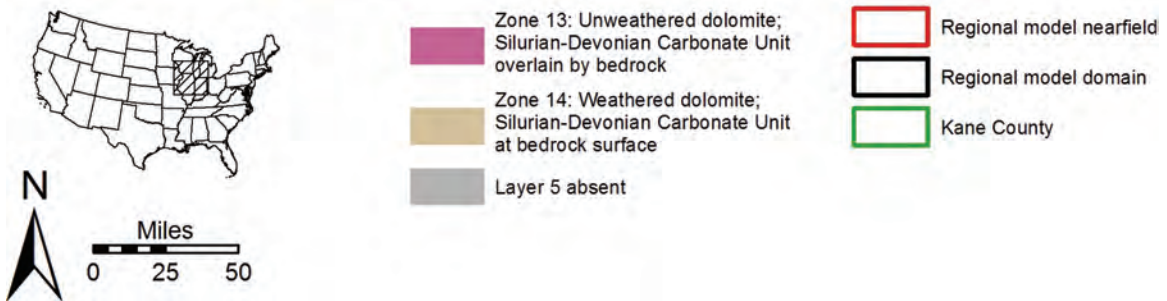 N
Miles
0 25 50
Zone 13: Unweathered dolomite;
Silurian-Devonian Carbonate Unit
overlain by bedrock
Zone 14: Weathered dolomite;
Silurian-Devonian Carbonate Unit
at bedrock surface
Layer 5 absent
Regional model nearfield
Regional model domain
Kane County